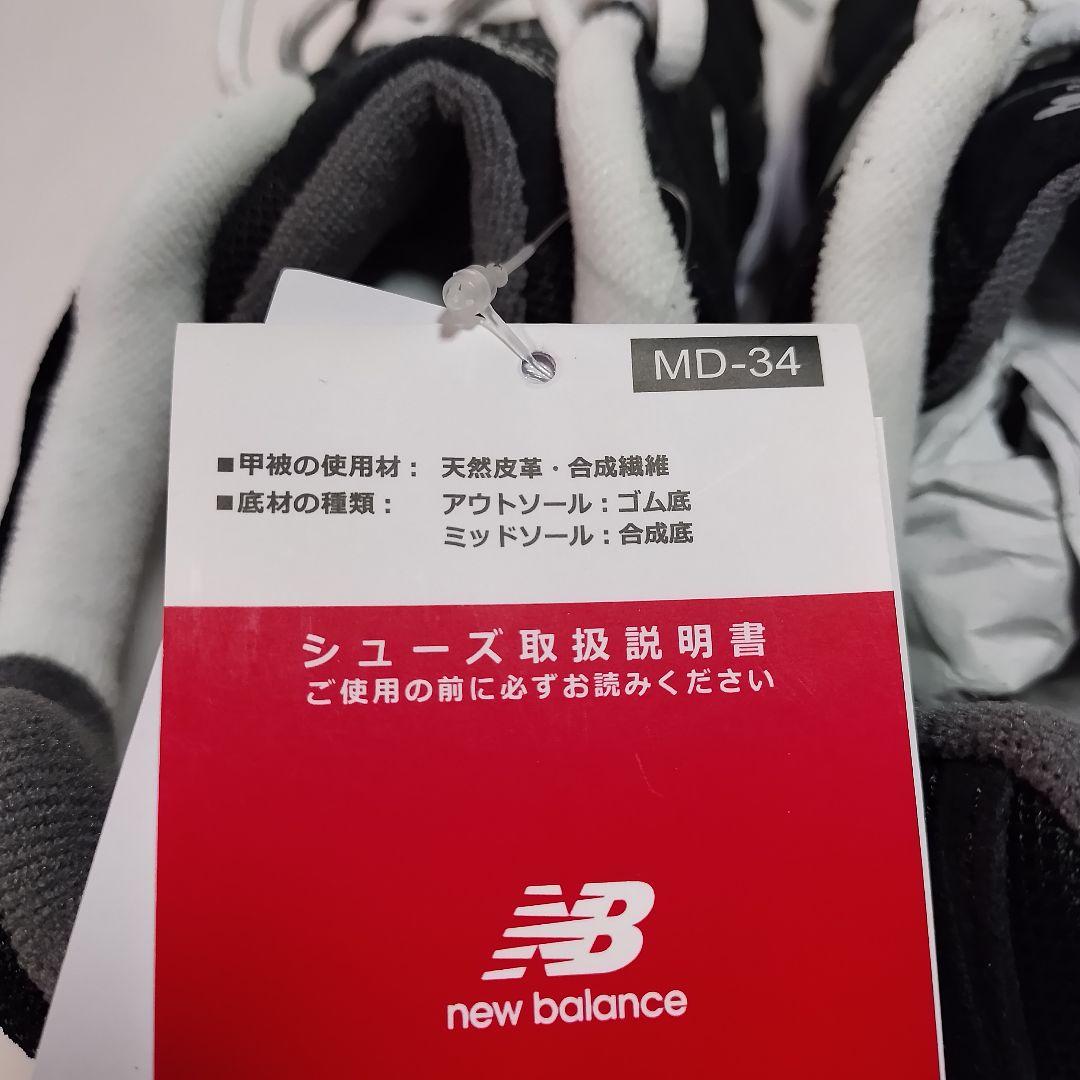 MD-34
■甲被の使用材： 天然皮革・合成繊維
■底材の種類： アウトソール：ゴム底
ミッドソール：合成底
シューズ取扱説明書
ご使用の前に必ずお読みください
NB
new balance